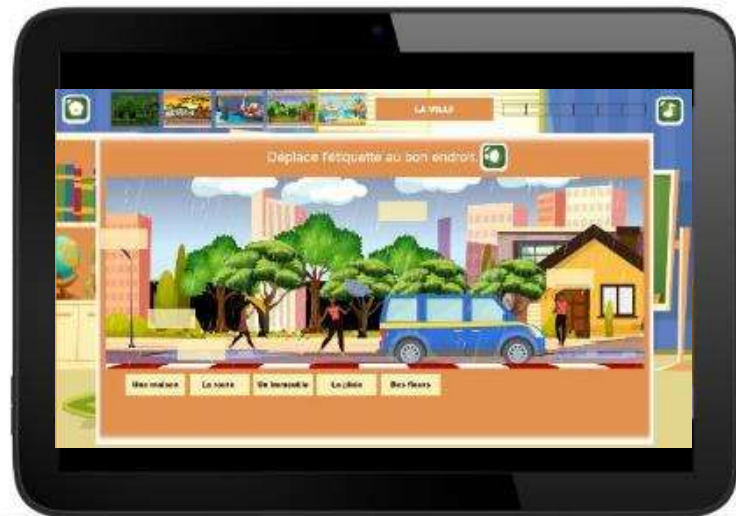 LA VILLE
Déplace l'étiquette au bon endroit.
Une maison La route Un immeuble La pluie Des fleurs